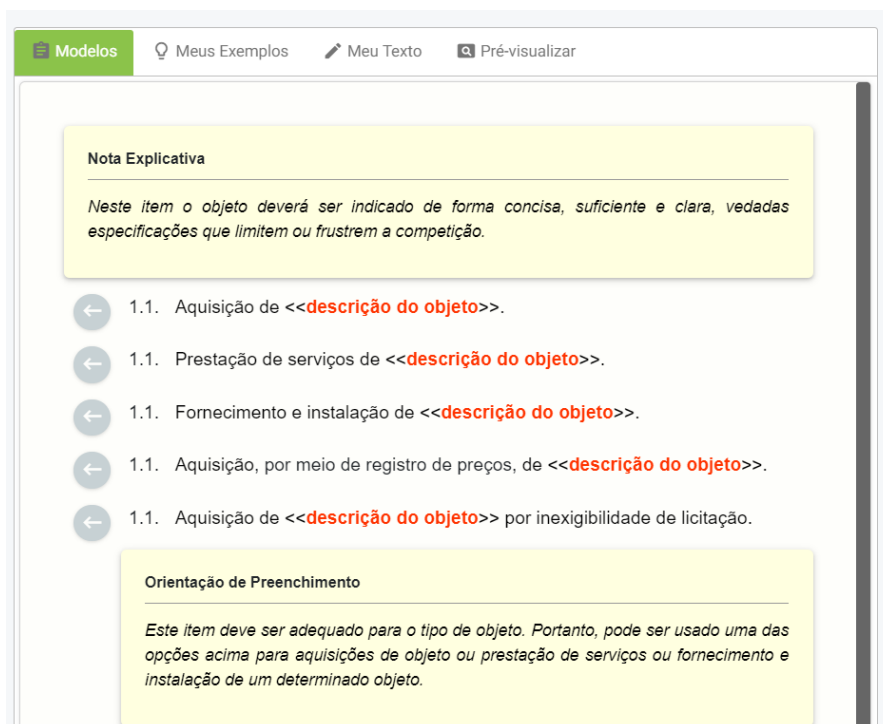 Modelos Meus Exemplos Meu Texto Pré-visualizar
Nota Explicativa
Neste item o objeto deverá ser indicado de forma concisa, suficiente e clara, vedadas
especificações que limitem ou frustrem a competição.
1.1. Aquisição de <<descrição do objeto>>.
1.1. Prestação de serviços de <<descrição do objeto>>.
1.1. Fornecimento e instalação de <<descrição do objeto>>.
1.1. Aquisição, por meio de registro de preços, de <<descrição do objeto>>.
1.1. Aquisição de <<descrição do objeto>> por inexigibilidade de licitação.
Orientação de Preenchimento
Este item deve ser adequado para o tipo de objeto. Portanto, pode ser usado uma das
opções acima para aquisições de objeto ou prestação de serviços ou fornecimento e
instalação de um determinado objeto.